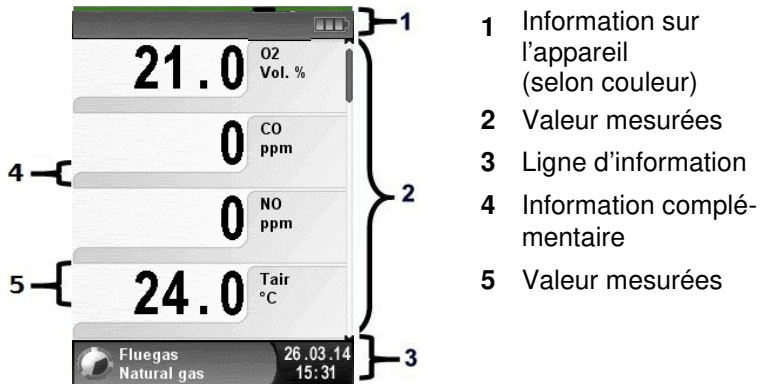 1
21.0 O2
Vol. %
0 CO
ppm
4
2
0 NO
ppm
5
24.0 Tair
°C
Fluegas
Natural gas
26.03.14
15:31
3
1 Information sur
l'appareil
(selon couleur)
2 Valeur mesurées
3 Ligne d'information
4 Information complé-
mentaire
5 Valeur mesurées